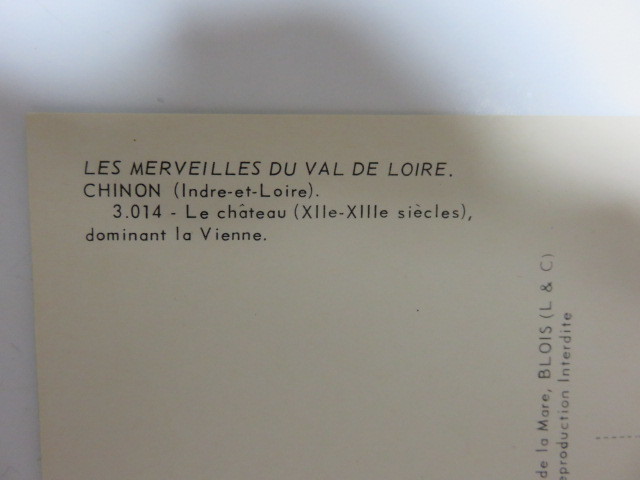 LES MERVEILLES DU VAL DE LOIRE.
CHINON (Indre-et-Loire).
3.014 - Le château (XIIe-XIIIe siècles),
dominant la Vienne.
de la Mare, BLOIS (L & C)
eproduction Interdite